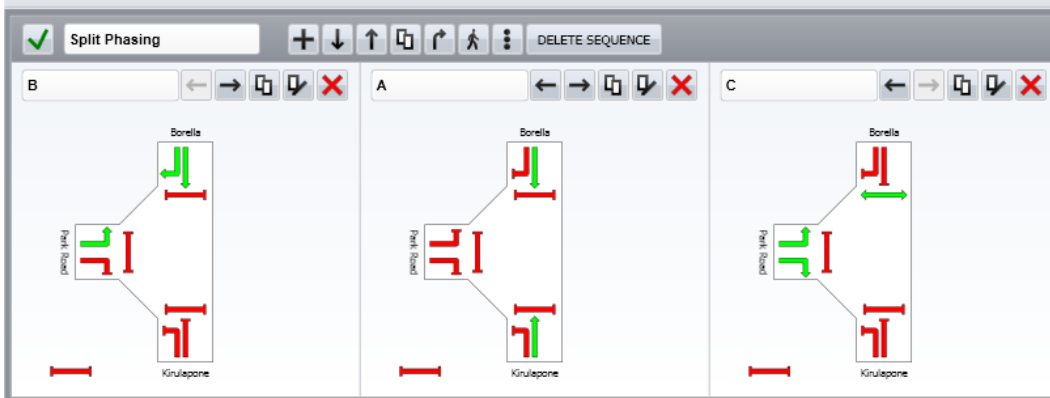 Split Phasing
DELETE SEQUENCE
B
A
C
Borella
Park Road
Kirulapone
Borella
Park Road
Kirulapone
Borella
Park Road
Kirulapone